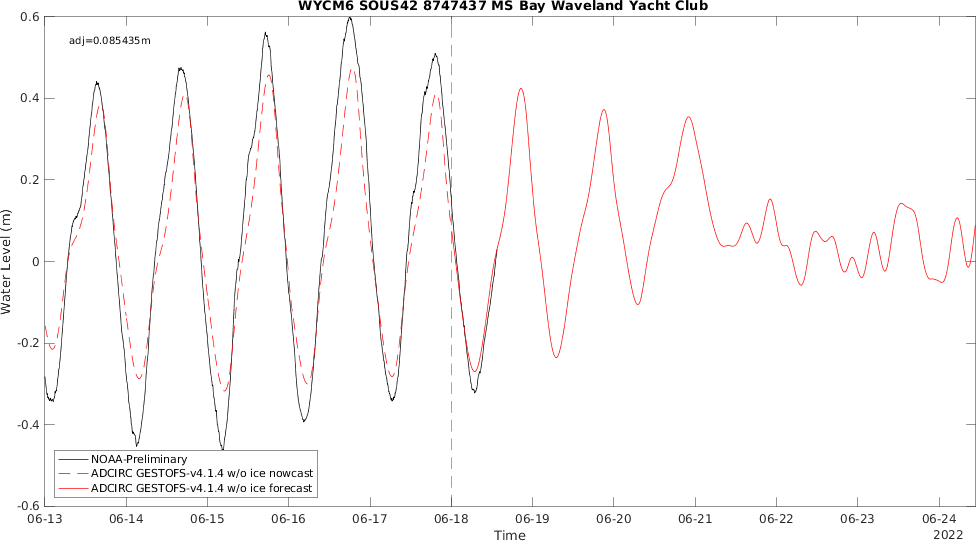 WYCM6 SOUS42 8747437 MS Bay Waveland Yacht Club
adj=0.085435m
0.6
0.4
0.2
0
-0.2
-0.4
-0.6
Water Level (m)
NOAA-Preliminary
ADCIRC GESTOFS-v4.1.4 w/o ice nowcast
ADCIRC GESTOFS-v4.1.4 w/o ice forecast
06-13 06-14 06-15 06-16 06-17 06-18 06-19 06-20 06-21 06-22 06-23 06-24
Time
2022